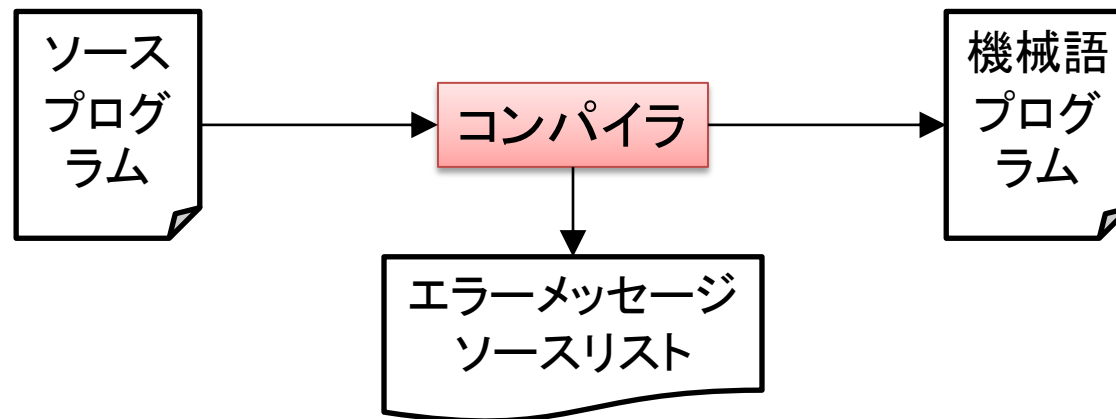 ソース
プログ
ラム
コンパイラ
機械語
プログ
ラム
エラーメッセージ
ソースリスト